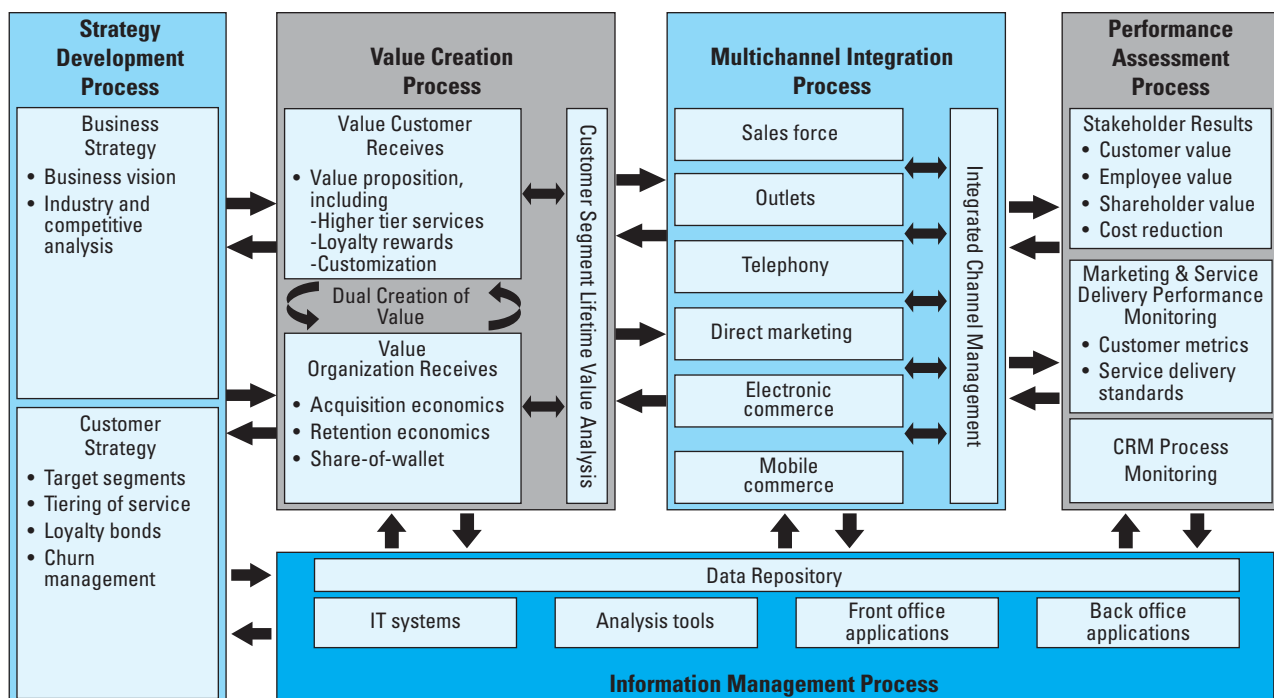 Strategy
Development
Process
Business
Strategy
• Business vision
• Industry and
competitive
analysis
Customer
Strategy
• Target segments
• Tiering of service
• Loyalty bonds
• Churn
management
Value Creation
Process
Value Customer
Receives
• Value proposition,
including
-Higher tier services
-Loyalty rewards
-Customization
Dual Creation of
Value
Value
Organization Receives
• Acquisition economics
• Retention economics
• Share-of-wallet
Customer Segment Lifetime Value Analysis
Multichannel Integration
Process
Sales force
Outlets
Telephony
Direct marketing
Electronic
commerce
Mobile
commerce
Integrated Channel Management
Performance
Assessment
Process
Stakeholder Results
• Customer value
• Employee value
• Shareholder value
• Cost reduction
Marketing & Service
Delivery Performance
Monitoring
• Customer metrics
• Service delivery
standards
CRM Process
Monitoring
Data Repository
IT systems
Analysis tools
Front office
applications
Back office
applications
Information Management Process